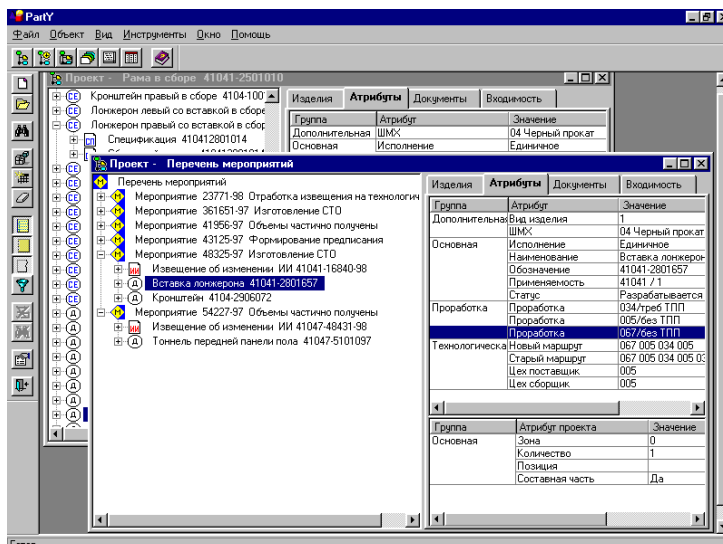 PartY
Файл Объект Вид Инструменты Окно Помощь
Проект - Рама в сборе 41041-2501010
СЕ Кронштейн правый в сборе 4104-100
СЕ Лонжерон левый со вставкой в сборе
СЕ Лонжерон правый со вставкой в сбор
СП Спецификация 410412801014
Изделия Атрибуты Документы Входимость
Группа Атрибут Значение
Дополнительная ШМХ 04 Черный прокат
Основная Исполнение Единичное
Проект - Перечень мероприятий
Перечень мероприятий
Мероприятие 23771-98 Отработка извещения на технологич
Мероприятие 361651-97 Изготовление СТО
Мероприятие 41956-97 Объемы частично получены
Мероприятие 43125-97 Формирование предписания
Мероприятие 48325-97 Изготовление СТО
ИИ Извещение об изменении ИИ 41041-16840-98
Д Вставка лонжерона 41041-2801657
Д Кронштейн 4104-2906072
Мероприятие 54227-97 Объемы частично получены
ИИ Извещение об изменении ИИ 41047-48431-98
Д Тоннель передней панели пола 41047-5101097
Изделия Атрибуты Документы Входимость
Группа Атрибут Значение
Дополнительна Вид изделия 1
ШМХ 04 Черный прокат
Основная Исполнение Единичное
Наименование Вставка лонжерон
Обозначение 41041-2801657
Применяемость 41041 / 1
Статус Разрабатывается
Проработка Проработка 034/треб ТПП
Проработка 005/без ТПП
Проработка 067/без ТПП
Технологическа Новый маршрут 067 005 034 005
Старый маршрут 067 005 034 005 03
Цех поставщик 005
Цех сборщик 005
Группа Атрибут проекта Значение
Основная Зона 0
Количество 1
Позиция
Составная часть Да